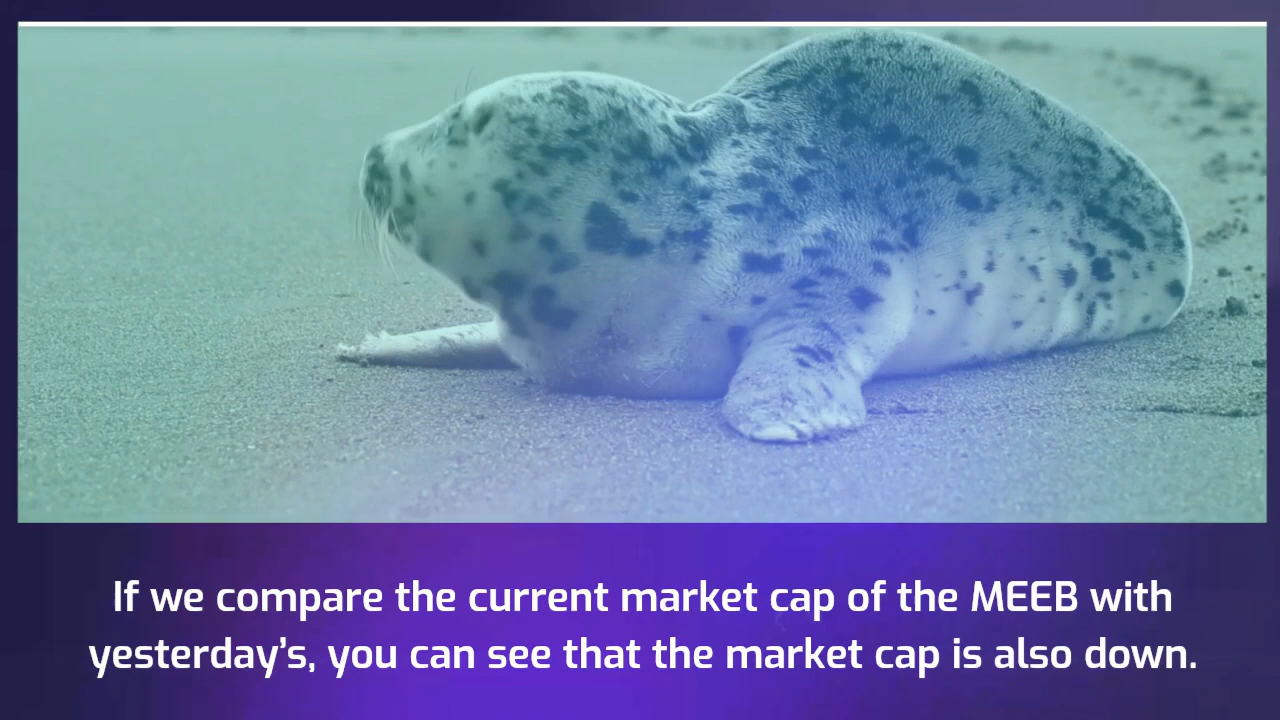 If we compare the current market cap of the MEEB with
yesterday's, you can see that the market cap is also down.